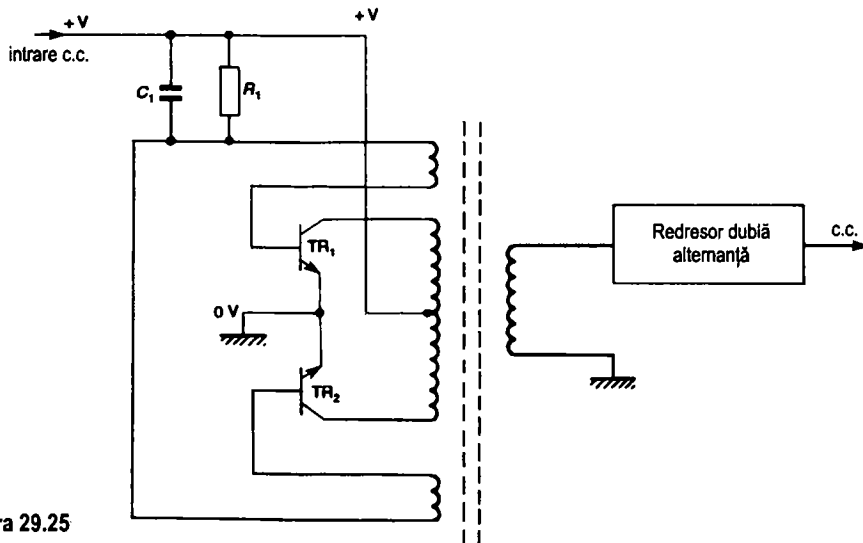 +V
+V
intrare c.c.
C₁
R₁
TR₁
0 V
TR₂
Redresor dublă
alternanță
c.c.
ra 29.25